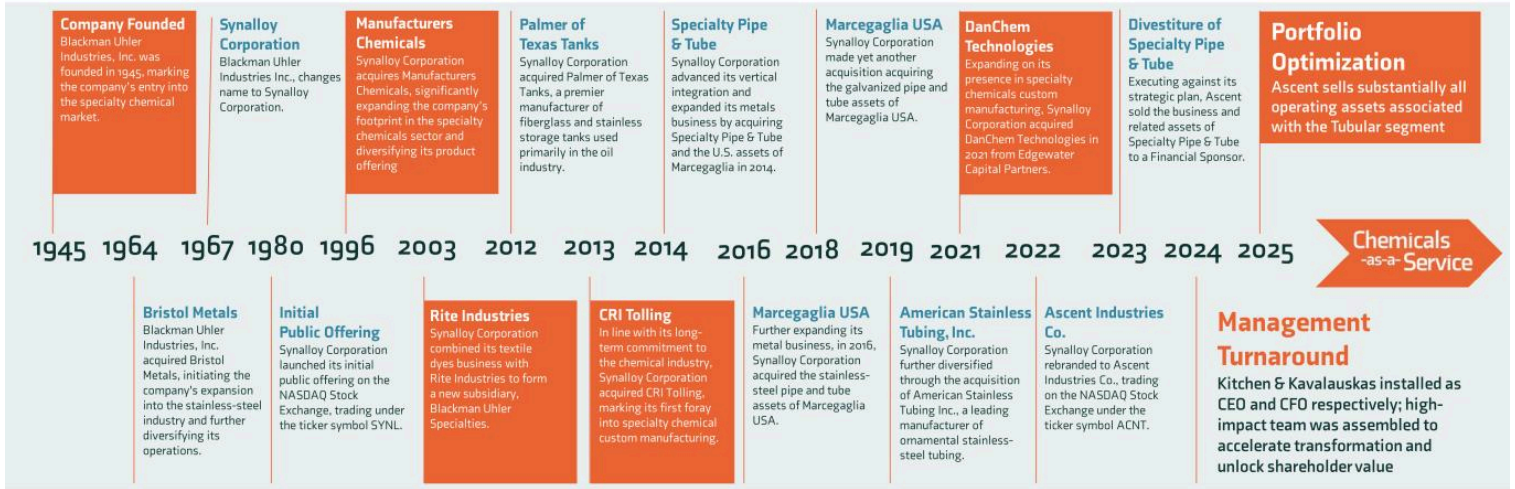 Company Founded
Blackman Uhler
Industries, Inc. was
founded in 1945, marking
the company's entry into
the specialty chemical
market.
Synalloy
Corporation
Blackman Uhler
Industries Inc., changes
name to Synalloy
Corporation.
Manufacturers
Chemicals
Synalloy Corporation
acquires Manufacturers
Chemicals, significantly
expanding the company's
footprint in the specialty
chemicals sector and
diversifying its product
offering
Palmer of
Texas Tanks
Synalloy Corporation
acquired Palmer of Texas
Tanks, a premier
manufacturer of
fiberglass and stainless
storage tanks used
primarily in the oil
industry.
Specialty Pipe
& Tube
Synalloy Corporation
advanced its vertical
integration and
expanded its metals
business by acquiring
Specialty Pipe & Tube
and the U.S. assets of
Marcegaglia in 2014.
Marcegaglia USA
Synalloy Corporation
made yet another
acquisition acquiring
the galvanized pipe and
tube assets of
Marcegaglia USA.
DanChem
Technologies
Expanding on its
presence in specialty
chemicals custom
manufacturing, Synalloy
Corporation acquired
DanChem Technologies in
2021 from Edgewater
Capital Partners.
Divestiture of
Specialty Pipe
& Tube
Executing against its
strategic plan, Ascent
sold the business and
related assets of
Specialty Pipe & Tube
to a Financial Sponsor.
Portfolio
Optimization
Ascent sells substantially all
operating assets associated
with the Tubular segment
1945 1964 1967 1980 1996 2003 2012 2013 2014 2016 2018 2019 2021 2022 2023 2024 2025
Chemicals
-as-a-Service
Bristol Metals
Blackman Uhler
Industries, Inc.
acquired Bristol
Metals, initiating the
company's expansion
into the stainless-steel
industry and further
diversifying its
operations.
Initial
Public Offering
Synalloy Corporation
launched its initial
public offering on the
NASDAQ Stock
Exchange, trading under
the ticker symbol SYNL.
Rite Industries
Synalloy Corporation
combined its textile
dyes business with
Rite Industries to form
a new subsidiary,
Blackman Uhler
Specialties.
CRI Tolling
In line with its long-
term commitment to
the chemical industry,
Synalloy Corporation
acquired CRI Tolling,
marking its first foray
into specialty chemical
custom manufacturing.
Marcegaglia USA
Further expanding its
metal business, in 2016,
Synalloy Corporation
acquired the stainless-
steel pipe and tube
assets of Marcegaglia
USA.
American Stainless
Tubing, Inc.
Synalloy Corporation
further diversified
through the acquisition
of American Stainless
Tubing Inc., a leading
manufacturer of
ornamental stainless-
steel tubing.
Ascent Industries
Co.
Synalloy Corporation
rebranded to Ascent
Industries Co., trading
on the NASDAQ Stock
Exchange under the
ticker symbol ACNT.
Management
Turnaround
Kitchen & Kavalauskas installed as
CEO and CFO respectively; high-
impact team was assembled to
accelerate transformation and
unlock shareholder value